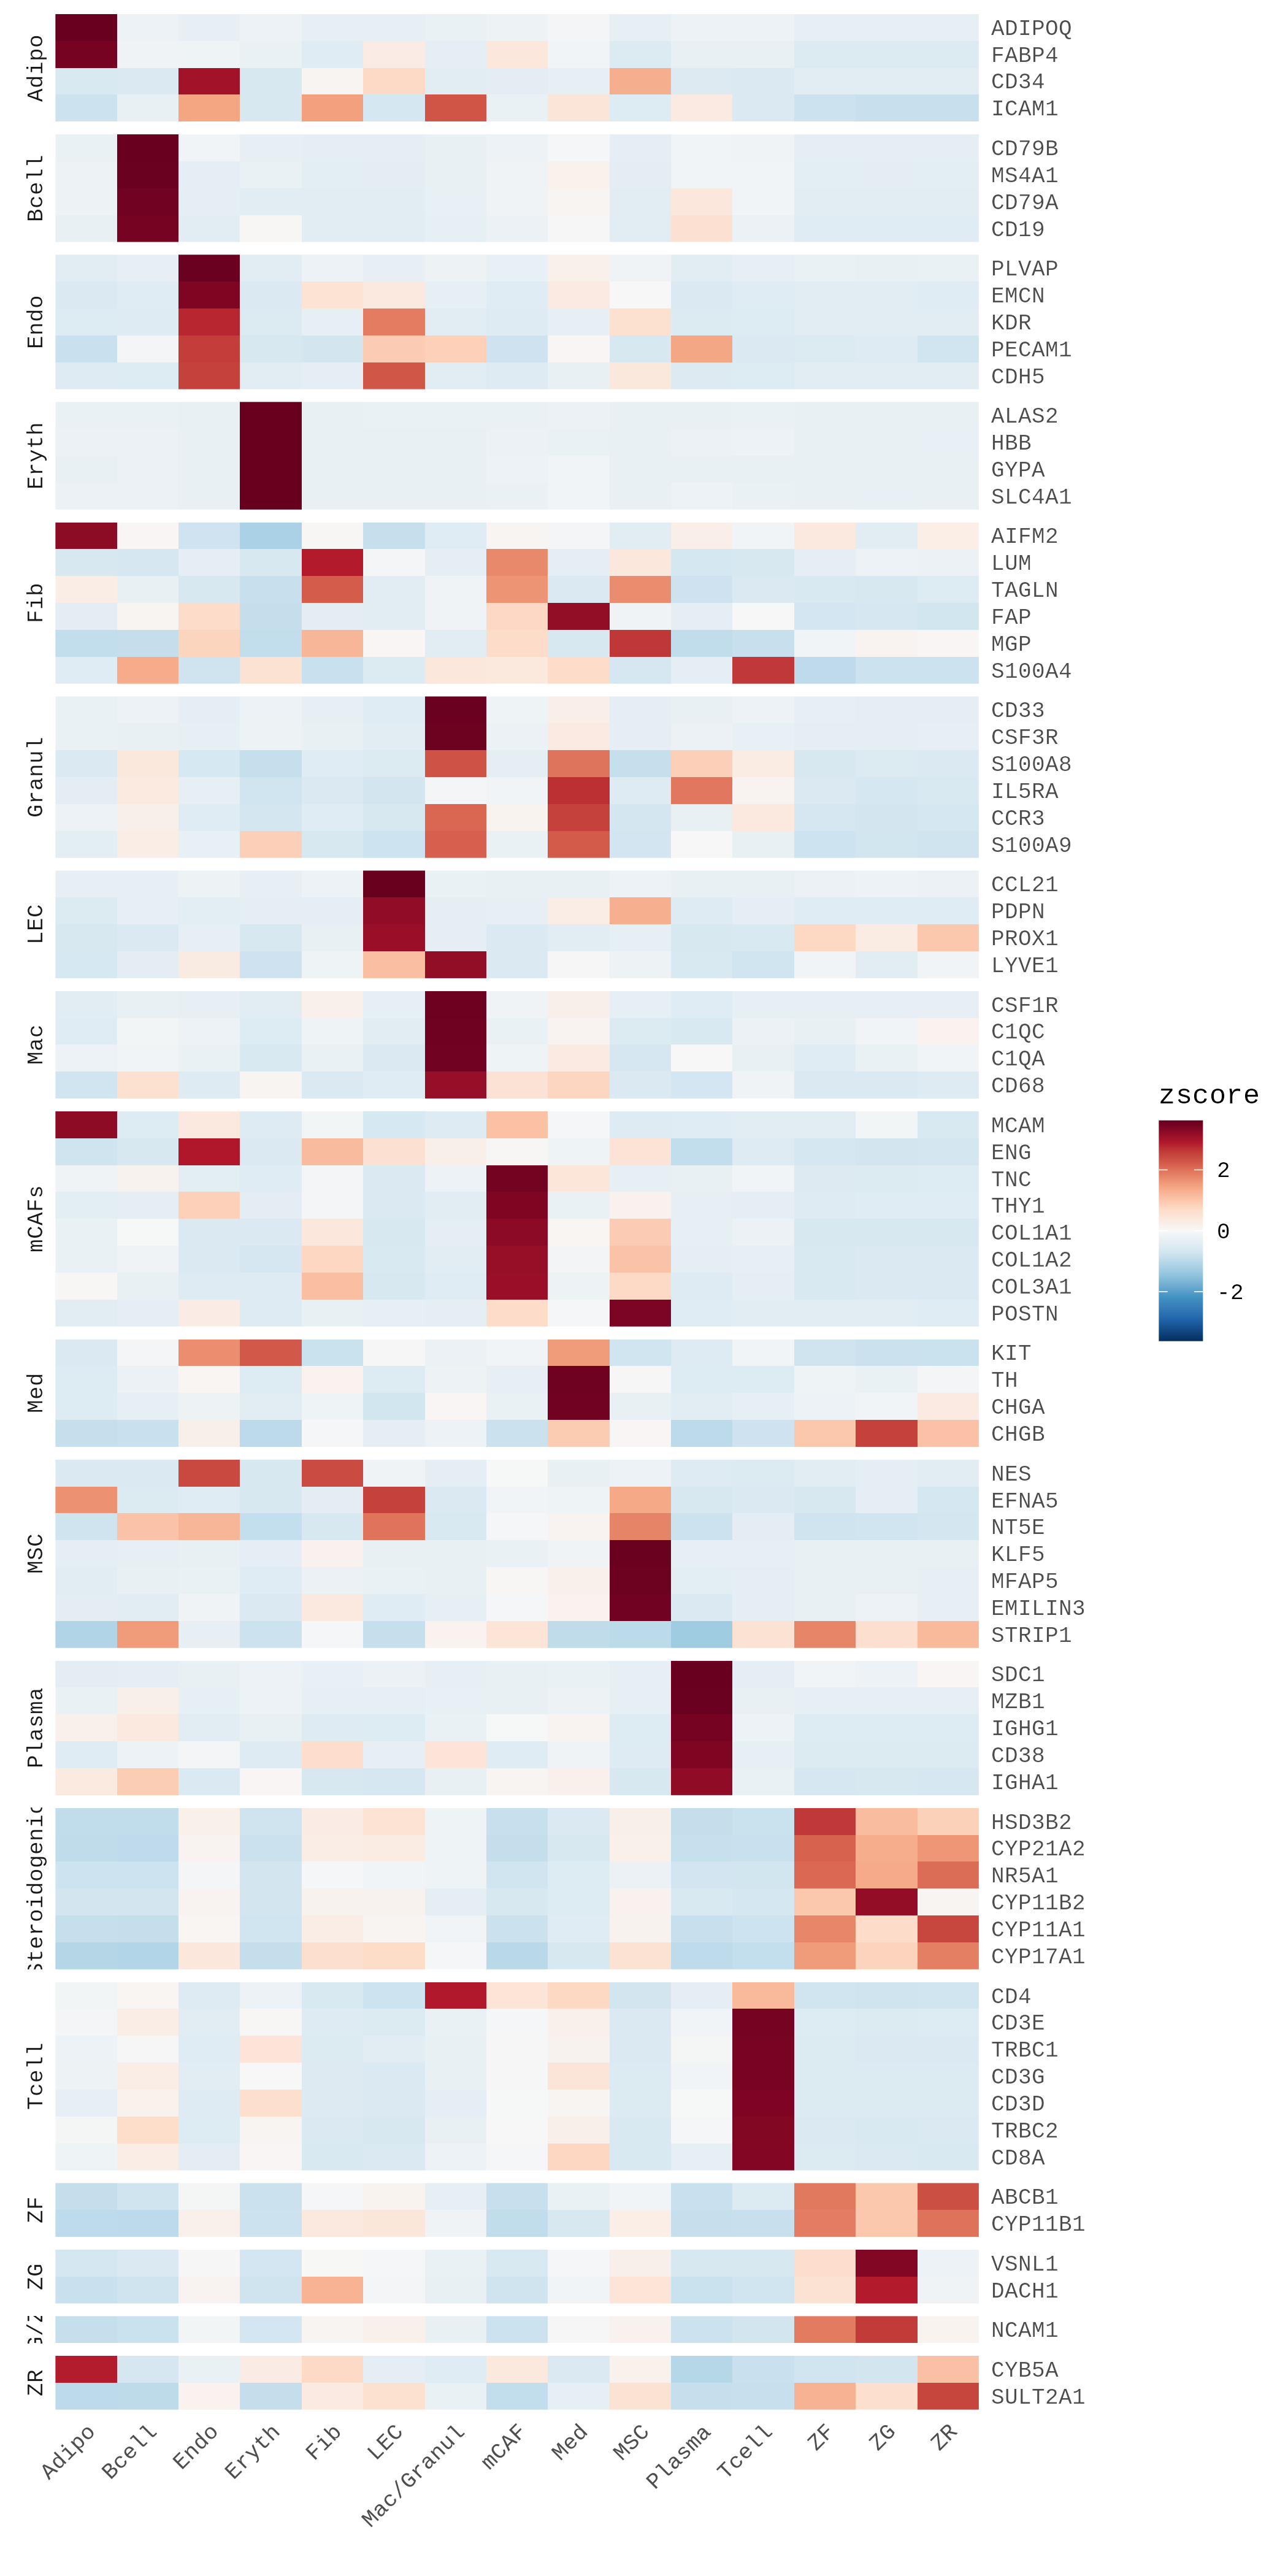 Adipo
ADIPOQ
FABP4
CD34
ICAM1
Bcell
CD79B
MS4A1
CD79A
CD19
Endo
PLVAP
EMCN
KDR
PECAM1
CDH5
Eryth
ALAS2
HBB
GYPA
SLC4A1
Fib
AIFM2
LUM
TAGLN
FAP
MGP
S100A4
Granul
CD33
CSF3R
S100A8
IL5RA
CCR3
S100A9
LEC
CCL21
PDPN
PROX1
LYVE1
Mac
CSF1R
C1QC
C1QA
CD68
mCAFs
MCAM
ENG
TNC
THY1
COL1A1
COL1A2
COL3A1
POSTN
Med
KIT
TH
CHGA
CHGB
MSC
NES
EFNA5
NT5E
KLF5
MFAP5
EMILIN3
STRIP1
Plasma
SDC1
MZB1
IGHG1
CD38
IGHA1
Steroidogenic
HSD3B2
CYP21A2
NR5A1
CYP11B2
CYP11A1
CYP17A1
Tcell
CD4
CD3E
TRBC1
CD3G
CD3D
TRBC2
CD8A
ZF
ABCB1
CYP11B1
ZG
VSNL1
DACH1
NCAM1
ZR
CYB5A
SULT2A1
Adipo
Bcell
Endo
Eryth
Fib
LEC
Mac/Granul
mCAF
Med
MSC
Plasma
Tcell
ZF
ZG
ZR
zscore
2
0
-2